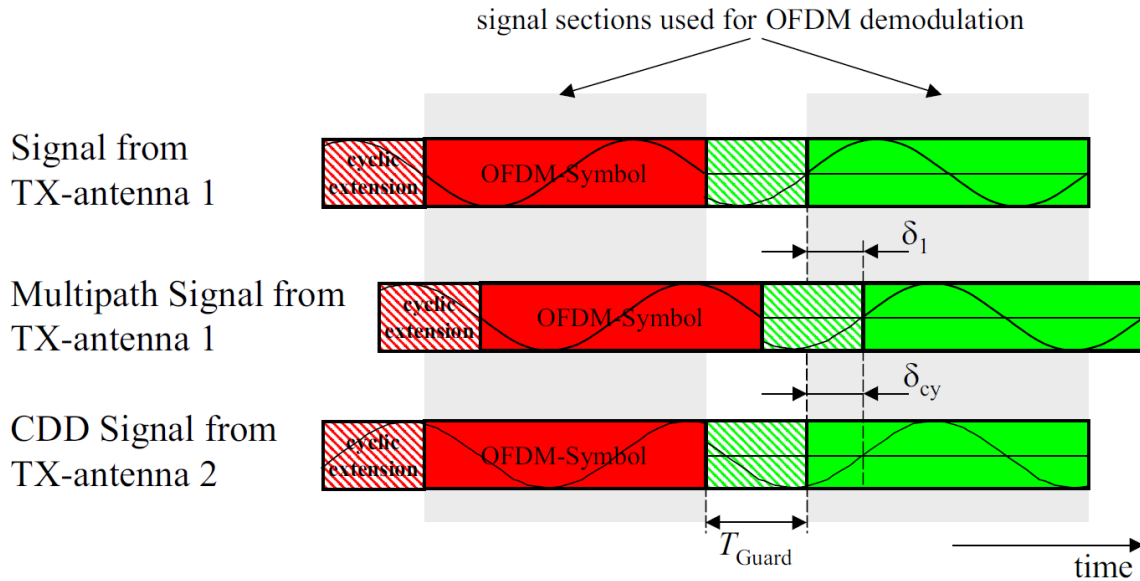 signal sections used for OFDM demodulation
Signal from
TX-antenna 1
cyclic
extension
OFDM-Symbol
δ1
Multipath Signal from
TX-antenna 1
cyclic
extension
OFDM-Symbol
δcy
CDD Signal from
TX-antenna 2
cyclic
extension
OFDM-Symbol
TGuard
time